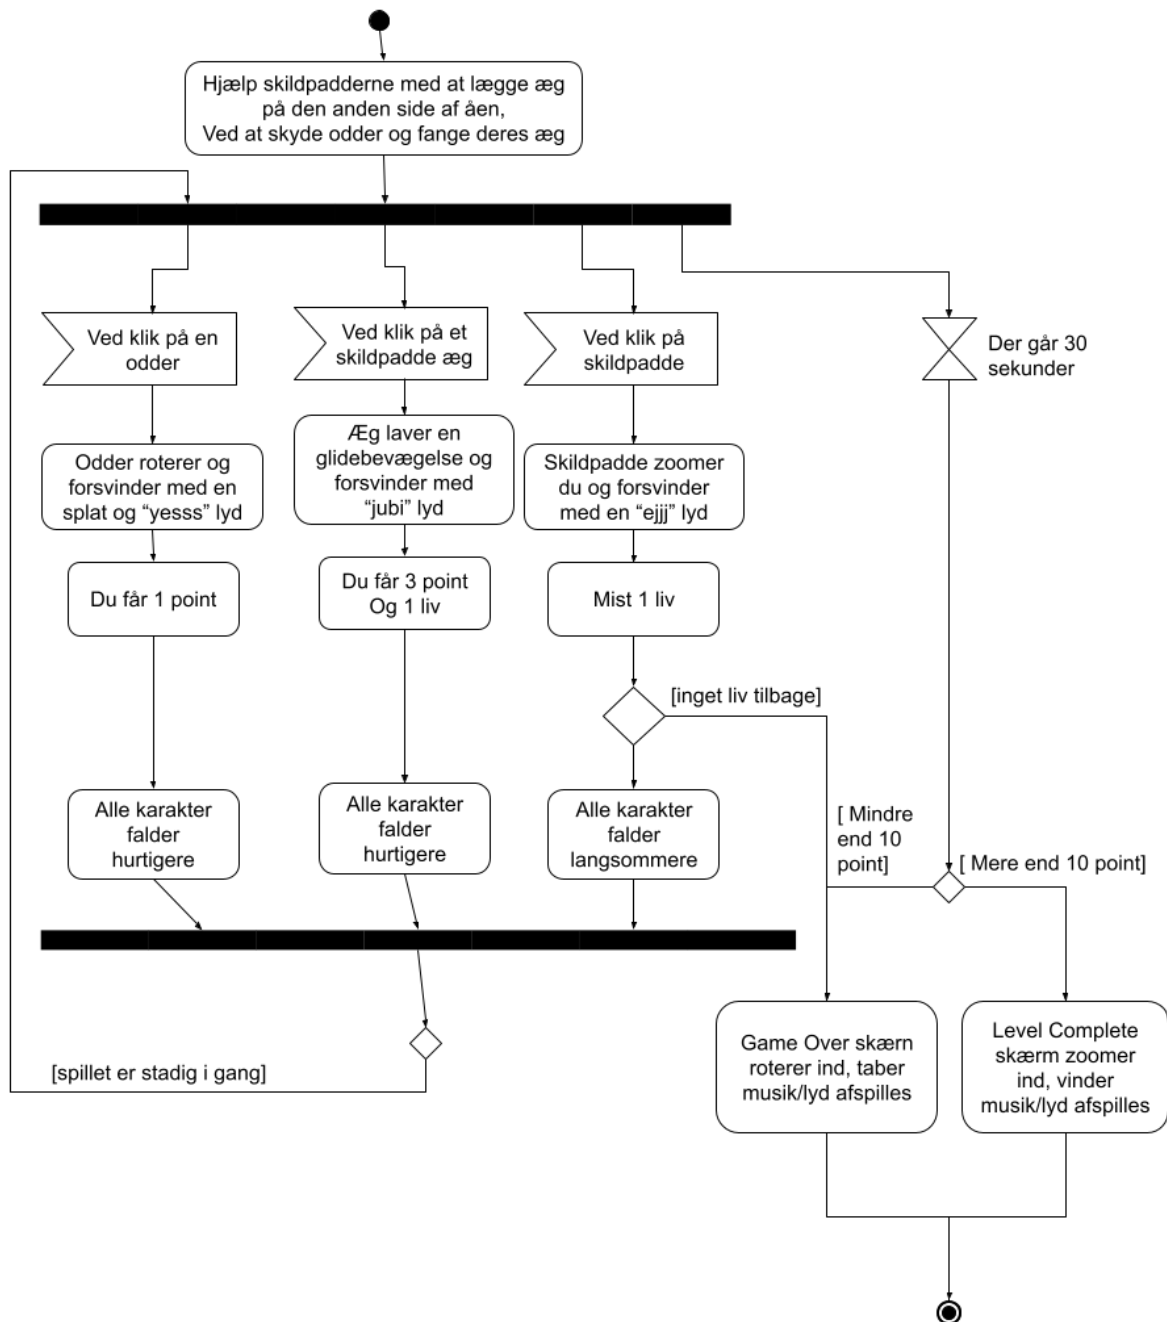 Hjælp skildpadderne med at lægge æg
på den anden side af åen,
Ved at skyde odder og fange deres æg
Ved klik på en
odder
Ved klik på et
skildpadde æg
Ved klik på
skildpadde
Der går 30
sekunder
Odder roterer og
forsvinder med en
splat og “yesss” lyd
Æg laver en
glidebevægelse og
forsvinder med
“jubi” lyd
Skildpadde zoomer
du og forsvinder
med en “ejjj” lyd
Du får 1 point
Du får 3 point
Og 1 liv
Mist 1 liv
[inget liv tilbage]
Alle karakter
falder
hurtigere
Alle karakter
falder
hurtigere
Alle karakter
falder
langsommere
[ Mindre
end 10
point]
[ Mere end 10 point]
[spillet er stadig i gang]
Game Over skærn
roterer ind, taber
musik/lyd afspilles
Level Complete
skærm zoomer
ind, vinder
musik/lyd afspilles